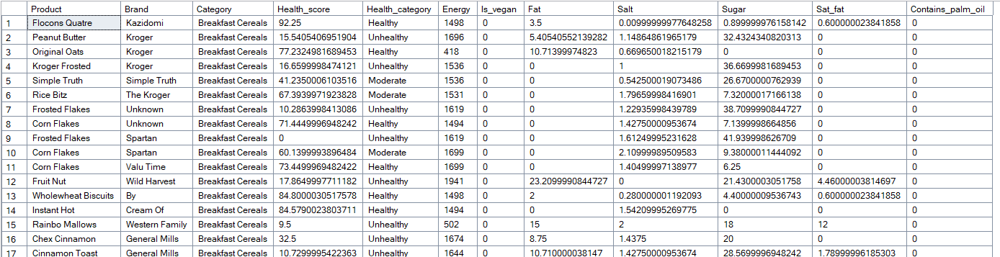 Product Brand Category Health_score Health_category Energy Is_vegan Fat Salt Sugar Sat_fat Contains_palm_oil
1 Flocons Quatre Kazidomi Breakfast Cereals 92.25 Healthy 1498 0 3.5 0.00999999977648258 0.899999976158142 0.600000023841858 0
2 Peanut Butter Kroger Breakfast Cereals 15.5405406951904 Unhealthy 1696 0 5.40540552139282 1.14864861965179 32.4324340820313 0 0
3 Original Oats Kroger Breakfast Cereals 77.2324981689453 Healthy 418 0 10.71399974823 0.669650018215179 0 0 0
4 Kroger Frosted Kroger Breakfast Cereals 16.6599998474121 Unhealthy 1536 0 0 1 36.6699981689453 0 0
5 Simple Truth Simple Truth Breakfast Cereals 41.2350006103516 Moderate 1536 0 0 0.542500019073486 26.6700000762939 0 0
6 Rice Bitz The Kroger Breakfast Cereals 67.3939971923828 Moderate 1531 0 0 1.79659998416901 7.32000017166138 0 0
7 Frosted Flakes Unknown Breakfast Cereals 10.2863998413086 Unhealthy 1619 0 0 1.22935998439789 38.7099990844727 0 0
8 Corn Flakes Unknown Breakfast Cereals 71.4449996948242 Healthy 1494 0 0 1.42750000953674 7.1399998664856 0 0
9 Frosted Flakes Spartan Breakfast Cereals 0 Unhealthy 1619 0 0 1.61249995231628 41.939998626709 0 0
10 Corn Flakes Spartan Breakfast Cereals 60.1399993896484 Moderate 1699 0 0 2.10999989509583 9.38000011444092 0 0
11 Corn Flakes Valu Time Breakfast Cereals 73.4499969482422 Healthy 1699 0 0 1.40499997138977 6.25 0 0
12 Fruit Nut Wild Harvest Breakfast Cereals 17.8649997711182 Unhealthy 1941 0 23.2099990844727 0 21.4300003051758 4.46000003814697 0
13 Wholewheat Biscuits By Breakfast Cereals 84.8000030517578 Healthy 1498 0 2 0.280000001192093 4.40000009536743 0.600000023841858 0
14 Instant Hot Cream Of Breakfast Cereals 84.5790023803711 Healthy 1494 0 0 1.54209995269775 0 0 0
15 Rainbo Mallows Western Family Breakfast Cereals 9.5 Unhealthy 502 0 15 2 18 12 0
16 Chex Cinnamon General Mills Breakfast Cereals 32.5 Unhealthy 1674 0 8.75 1.4375 20 0 0
17 Cinnamon Toast General Mills Breakfast Cereals 10.7299995422363 Unhealthy 1644 0 10.710000038147 1.42750000953674 28.5699996948242 1.78999996185303 0